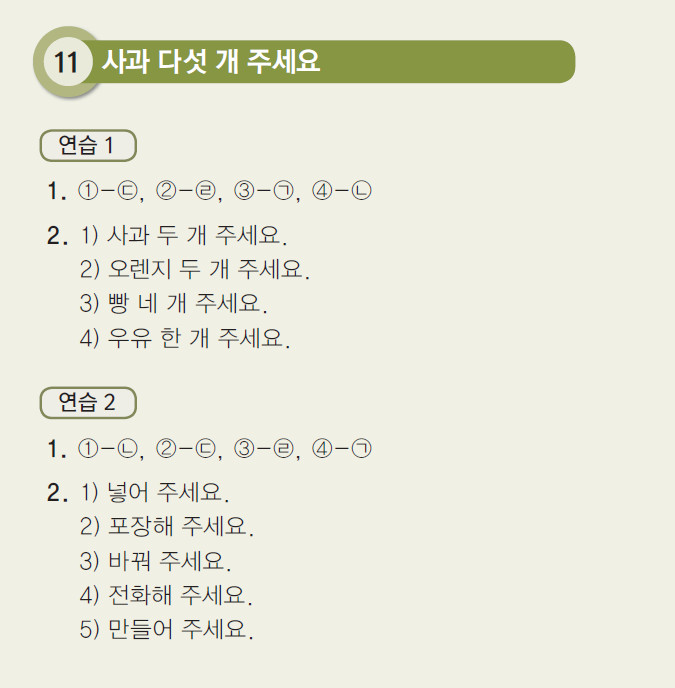 11 사과 다섯 개 주세요
연습 1
1. ①-㉢, ②-㉣, ③-㉠, ④-㉡
2. 1) 사과 두 개 주세요.
2) 오렌지 두 개 주세요.
3) 빵 네 개 주세요.
4) 우유 한 개 주세요.
연습 2
1. ①-㉡, ②-㉢, ③-㉣, ④-㉠
2. 1) 넣어 주세요.
2) 포장해 주세요.
3) 바꿔 주세요.
4) 전화해 주세요.
5) 만들어 주세요.